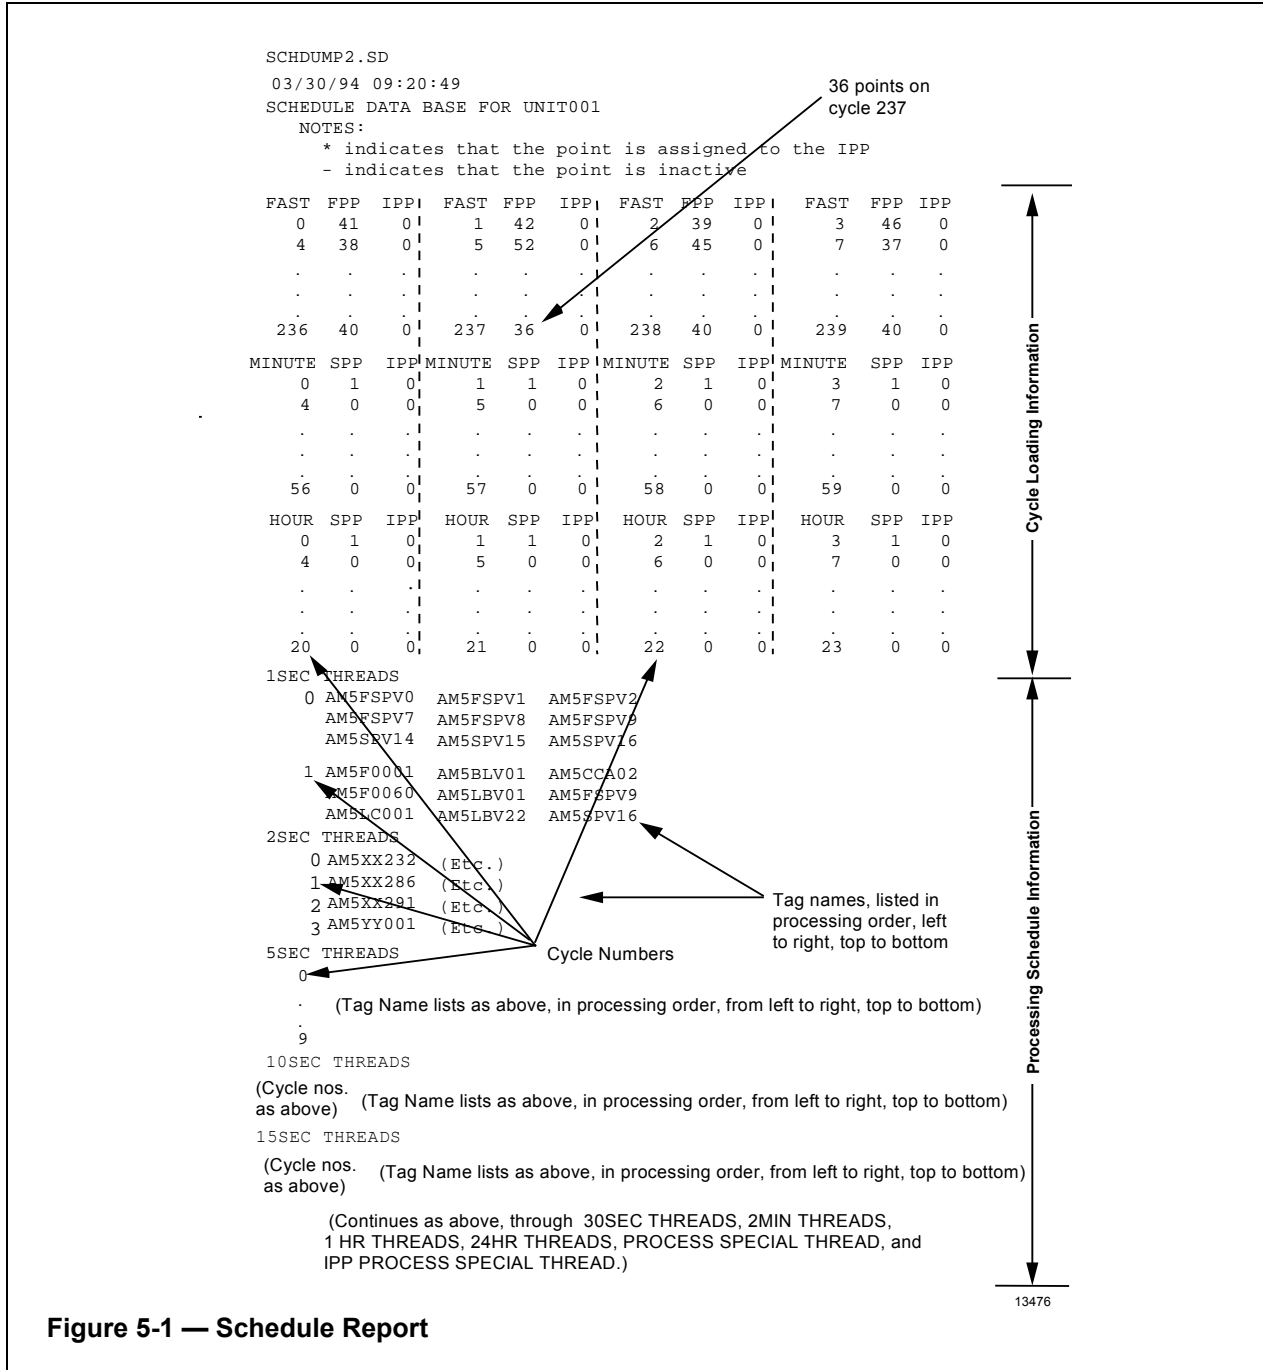 SCHDUMP2.SD
03/30/94 09:20:49
36 points on
cycle 237
SCHEDULE DATA BASE FOR UNIT001
NOTES:
* indicates that the point is assigned to the IPP
- indicates that the point is inactive
FAST FPP IPP FAST FPP IPP FAST FPP IPP FAST FPP IPP
0 41 0 1 42 0 2 39 0 3 46 0
4 38 0 5 52 0 6 45 0 7 37 0
. . . . . . . . . . . .
. . . . . . . . . . . .
. . . . . . . . . . . .
236 40 0 237 36 0 238 40 0 239 40 0
MINUTE SPP IPP MINUTE SPP IPP MINUTE SPP IPP MINUTE SPP IPP
0 1 0 1 1 0 2 1 0 3 1 0
4 0 0 5 0 0 6 0 0 7 0 0
. . . . . . . . . . . .
. . . . . . . . . . . .
. . . . . . . . . . . .
56 0 0 57 0 0 58 0 0 59 0 0
HOUR SPP IPP HOUR SPP IPP HOUR SPP IPP HOUR SPP IPP
0 1 0 1 1 0 2 1 0 3 1 0
4 0 0 5 0 0 6 0 0 7 0 0
. . . . . . . . . . . .
. . . . . . . . . . . .
. . . . . . . . . . . .
20 0 0 21 0 0 22 0 0 23 0 0
Cycle Loading Information
1SEC THREADS
0 AM5FSPV0 AM5FSPV1 AM5FSPV2
AM5FSPV7 AM5FSPV8 AM5FSPV9
AM5SPV14 AM5SPV15 AM5SPV16
1 AM5F0001 AM5BLV01 AM5CCA02
AM5F0060 AM5LBV01 AM5FSPV9
AM5LC001 AM5LBV22 AM5SPV16
2SEC THREADS
0 AM5XX232 (Etc.)
1 AM5XX286 (Etc.)
2 AM5XX291 (Etc.)
3 AM5YY001 (Etc.)
Tag names, listed in
processing order, left
to right, top to bottom
Cycle Numbers
5SEC THREADS
0
.
(Tag Name lists as above, in processing order, from left to right, top to bottom)
.
9
10SEC THREADS
(Cycle nos.
as above)
(Tag Name lists as above, in processing order, from left to right, top to bottom)
15SEC THREADS
(Cycle nos.
as above)
(Tag Name lists as above, in processing order, from left to right, top to bottom)
(Continues as above, through 30SEC THREADS, 2MIN THREADS,
1 HR THREADS, 24HR THREADS, PROCESS SPECIAL THREAD, and
IPP PROCESS SPECIAL THREAD.)
Processing Schedule Information
13476
Figure 5-1 — Schedule Report